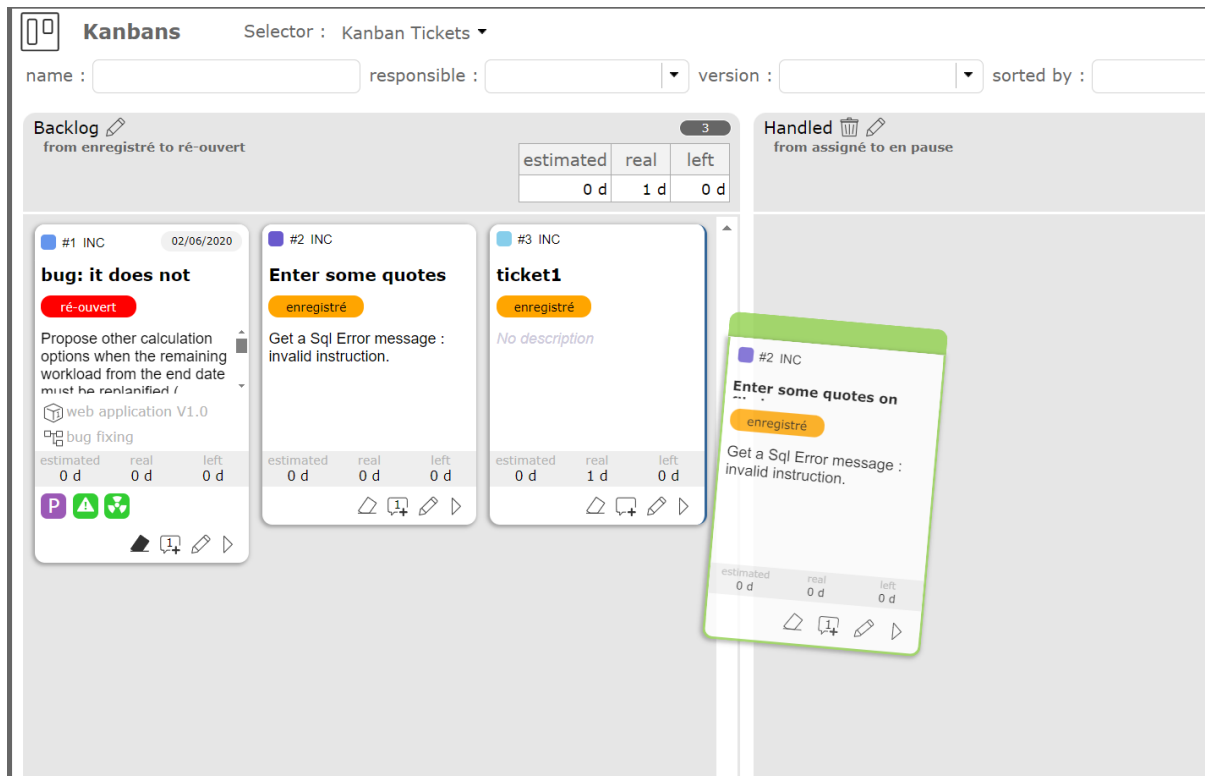 Kanbans
Selector : Kanban Tickets
name :
responsible :
version :
sorted by :
Backlog
3
from enregistré to ré-ouvert
estimated real left
0 d 1 d 0 d
Handled
from assigné to en pause
#1 INC
02/06/2020
bug: it does not
ré-ouvert
Propose other calculation
options when the remaining
workload from the end date
must be replanified (
web application V1.0
bug fixing
estimated real left
0 d 0 d 0 d
P
1
#2 INC
Enter some quotes
enregistré
Get a Sql Error message :
invalid instruction.
estimated real left
0 d 0 d 0 d
1
#3 INC
ticket1
enregistré
No description
estimated real left
0 d 1 d 0 d
#2 INC
Enter some quotes on
enregistré
Get a Sql Error message :
invalid instruction.
estimated real left
0 d 0 d 0 d
1